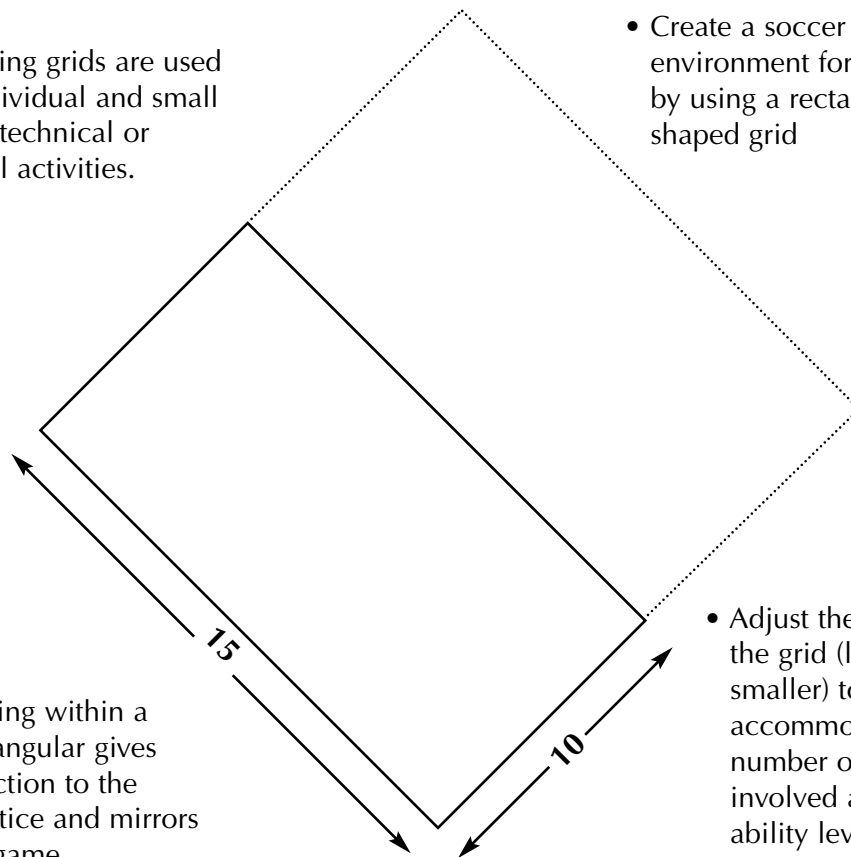 ing grids are used
ividual and small
technical or
l activities.
• Create a soccer
environment for
by using a recta
shaped grid
15
10
• Adjust the
the grid (l
smaller) to
accommo
number o
involved a
ability lev
ing within a
angular gives
ction to the
tice and mirrors
game